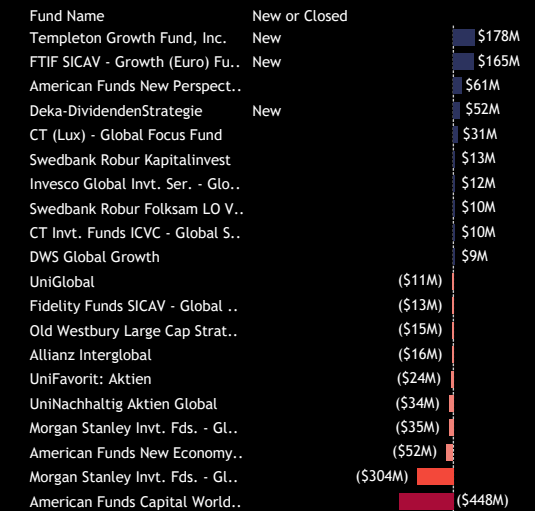 Fund Name New or Closed
Templeton Growth Fund, Inc. New $178M
FTIF SICAV - Growth (Euro) Fu.. New $165M
American Funds New Perspect.. $61M
Deka-DividendenStrategie New $52M
CT (Lux) - Global Focus Fund $31M
Swedbank Robur Kapitalinvest $13M
Invesco Global Invt. Ser. - Glo.. $12M
Swedbank Robur Folksam LO V.. $10M
CT Invt. Funds ICVC - Global S.. $10M
DWS Global Growth $9M
UniGlobal ($11M)
Fidelity Funds SICAV - Global .. ($13M)
Old Westbury Large Cap Strat.. ($15M)
Allianz Interglobal ($16M)
UniFavorit: Aktien ($24M)
UniNachhaltig Aktien Global ($34M)
Morgan Stanley Invt. Fds. - Gl.. ($35M)
American Funds New Economy.. ($52M)
Morgan Stanley Invt. Fds. - Gl.. ($304M)
American Funds Capital World.. ($448M)